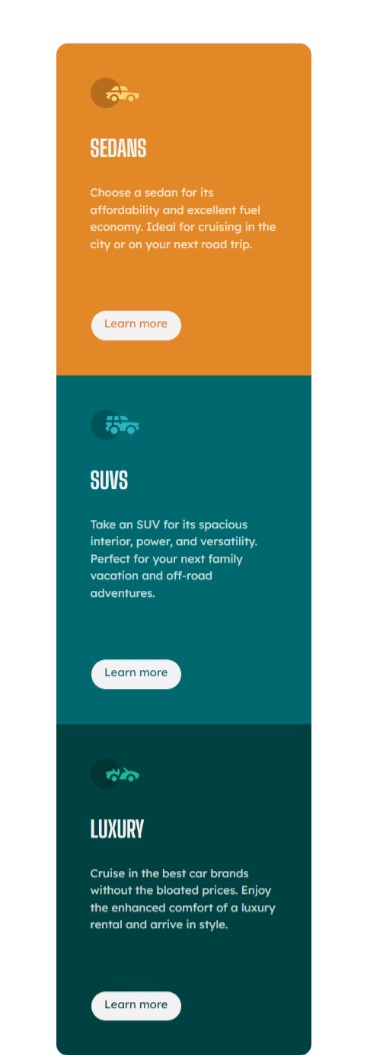 SEDANS
Choose a sedan for its
affordability and excellent fuel
economy. Ideal for cruising in the
city or on your next road trip.
Learn more
SUVS
Take an SUV for its spacious
interior, power, and versatility.
Perfect for your next family
vacation and off-road
adventures.
Learn more
LUXURY
Cruise in the best car brands
without the bloated prices. Enjoy
the enhanced comfort of a luxury
rental and arrive in style.
Learn more